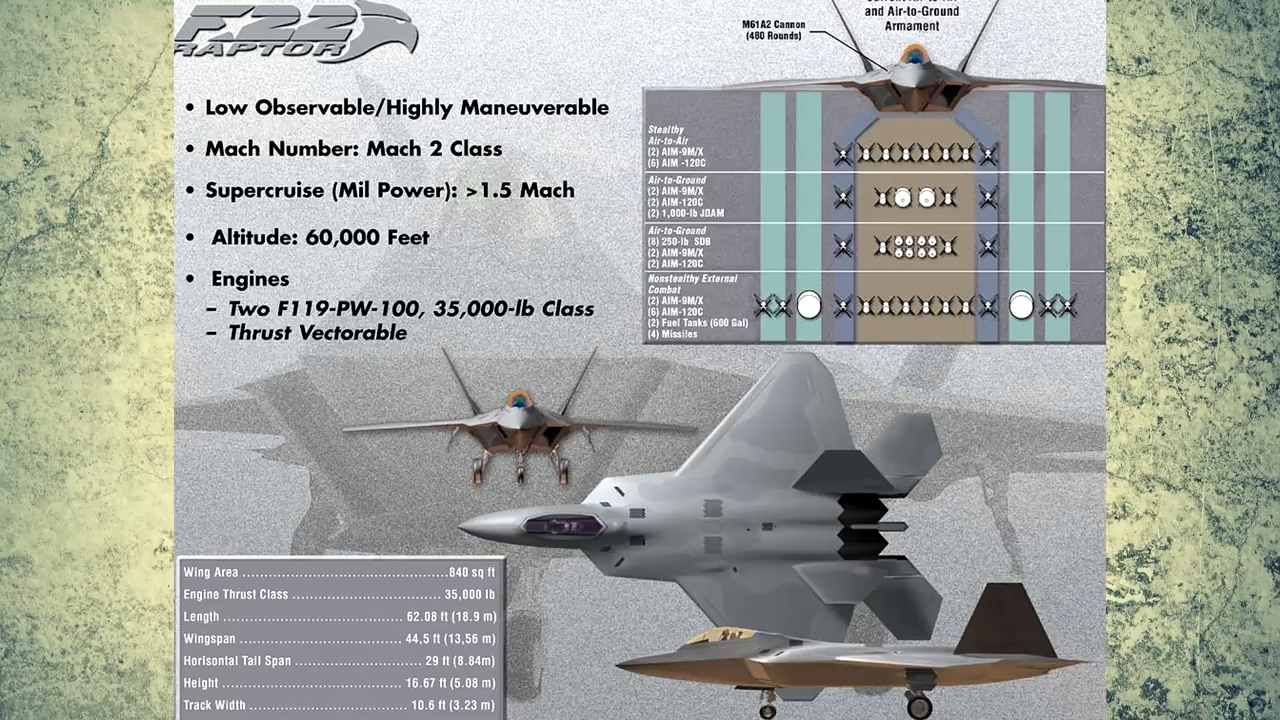 F22
RAPTOR
• Low Observable/Highly Maneuverable
• Mach Number: Mach 2 Class
• Supercruise (Mil Power): >1.5 Mach
• Altitude: 60,000 Feet
• Engines
– Two F119-PW-100, 35,000-lb Class
– Thrust Vectorable
and Air-to-Ground
Armament
M61A2 Cannon
(480 Rounds)
Stealthy
Air-to-Air
(2) AIM-9M/X
(6) AIM -120C
Air-to-Ground
(2) AIM-9M/X
(2) AIM-120C
(2) 1,000-lb JDAM
Air-to-Ground
(8) 250-lb SDB
(2) AIM-9M/X
(2) AIM-120C
Nonstealthy External
Combat
(2) AIM-9M/X
(6) AIM-120C
(2) Fuel Tanks (600 Gal)
(4) Missiles
Wing Area ..... 840 sq ft
Engine Thrust Class ..... 35,000 lb
Length ..... 62.08 ft (18.9 m)
Wingspan ..... 44,5 ft (13,56 m)
Horisontal Tall Span ..... 29 ft (8.84m)
Height ..... 16.67 ft (5.08 m)
Track Width ..... 10.6 ft (3.23 m)